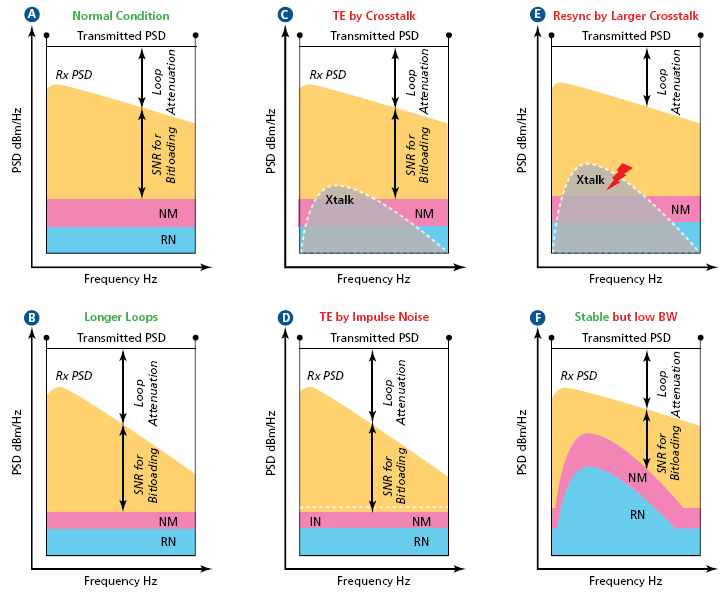 A Normal Condition
Transmitted PSD
Rx PSD
Loop
Attenuation
SNR for
Bitloading
NM
RN
PSD dBm/Hz
Frequency Hz
C TE by Crosstalk
Transmitted PSD
Rx PSD
Loop
Attenuation
SNR for
Bitloading
Xtalk
NM
PSD dBm/Hz
Frequency Hz
E Resync by Larger Crosstalk
Transmitted PSD
Loop
Attenuation
Xtalk
NM
PSD dBm/Hz
Frequency Hz
B Longer Loops
Transmitted PSD
Rx PSD
Loop
Attenuation
SNR for
Bitloading
NM
RN
PSD dBm/Hz
Frequency Hz
D TE by Impulse Noise
Transmitted PSD
Rx PSD
Loop
Attenuation
SNR for
Bitloading
IN NM
RN
PSD dBm/Hz
Frequency Hz
F Stable but low BW
Transmitted PSD
Rx PSD
Loop
Attenuation
SNR for
Bitloading
NM
RN
PSD dBm/Hz
Frequency Hz